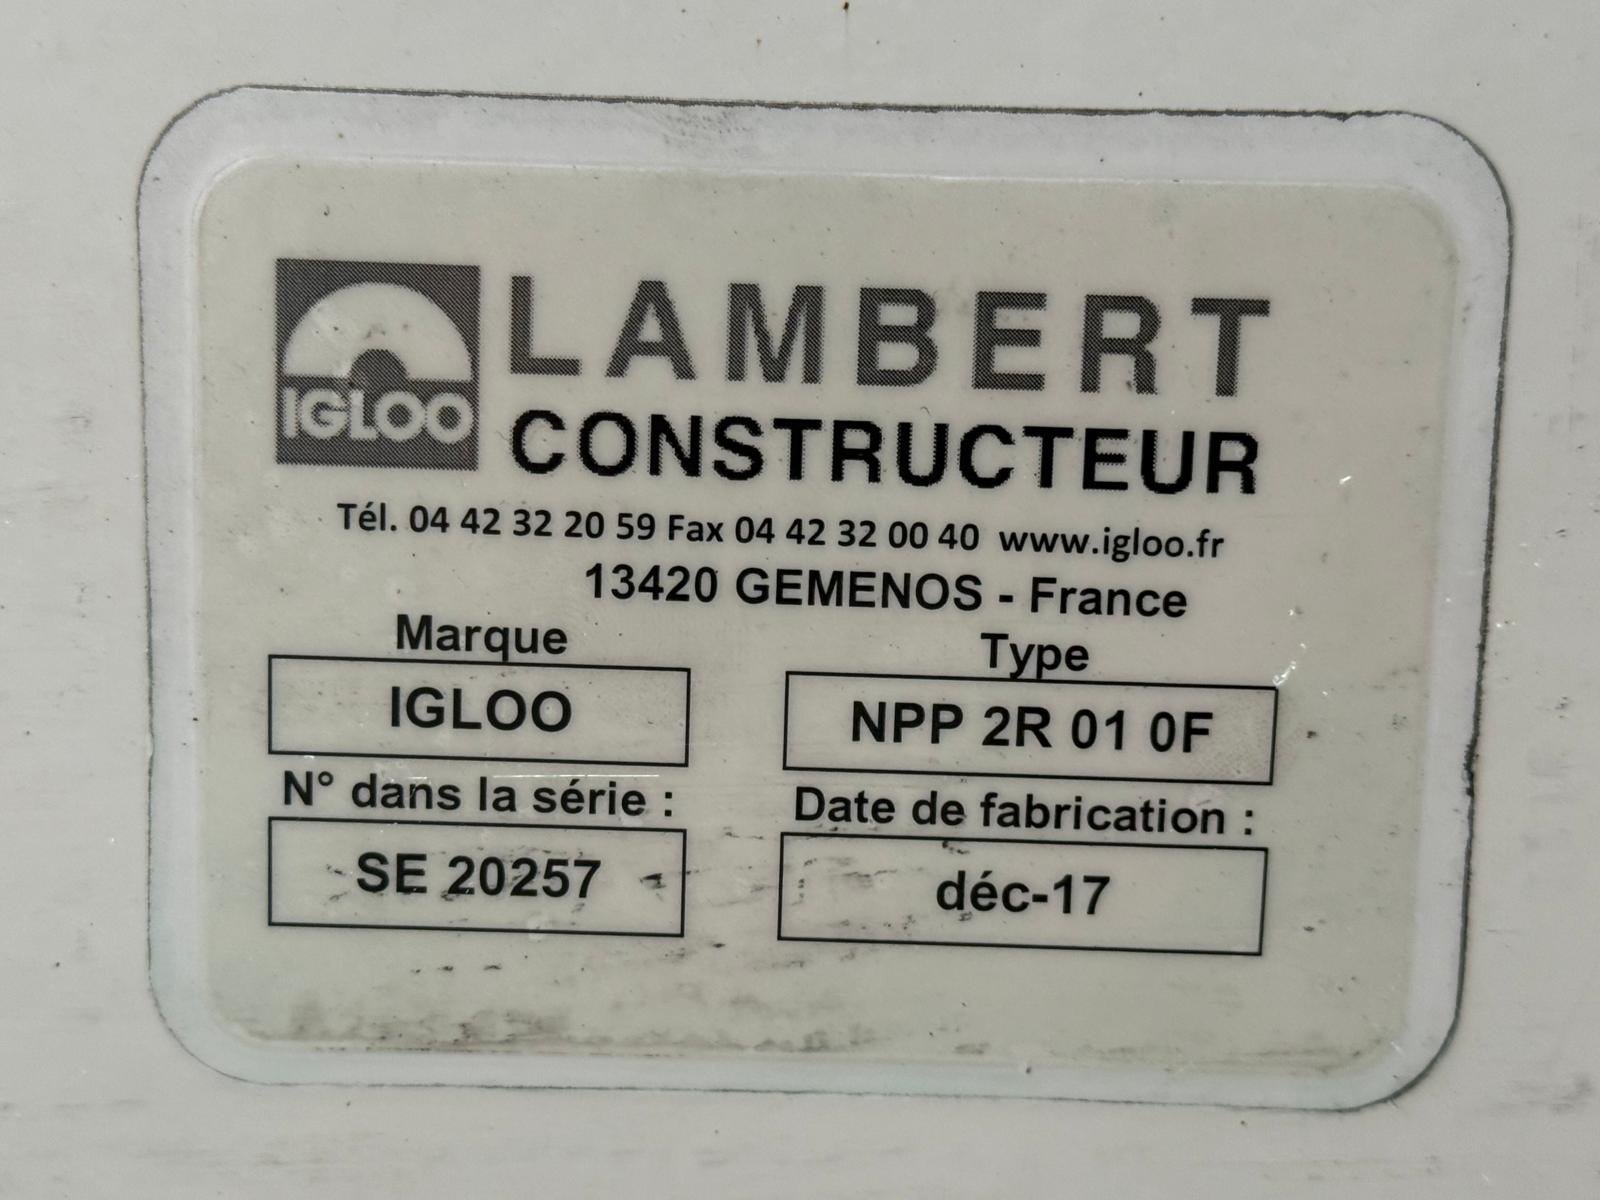 IGLOO
LAMBERT
CONSTRUCTEUR
Tél. 04 42 32 20 59 Fax 04 42 32 00 40 www.igloo.fr
13420 GEMENOS - France
Marque
Type
IGLOO
NPP 2R 01 0F
N° dans la série :
Date de fabrication :
SE 20257
déc-17